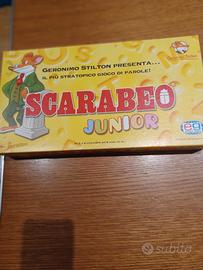 GERONIMO STILTON PRESENTA...
IL PIÙ STRATOPICO GIOCO DI PAROLE!
SCARABEO
JUNIOR
subito